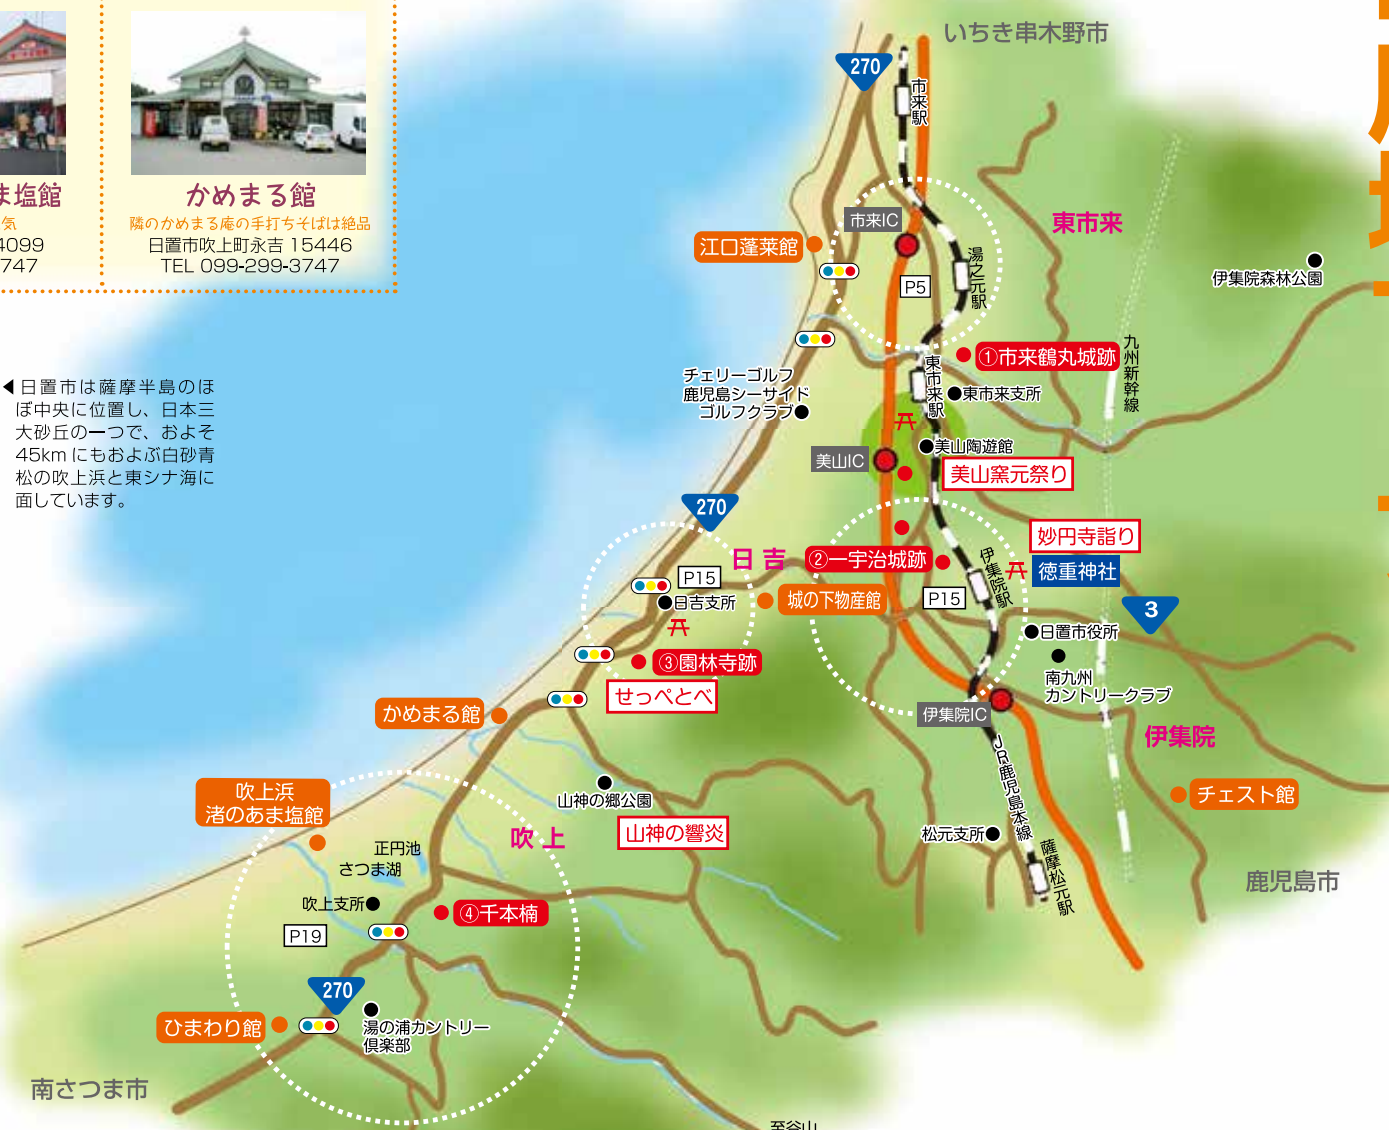 ま塩館
気
4099
747
かめまる館
隣のかめまる庵の手打ちそばは絶品
日置市吹上町永吉 15446
TEL 099-299-3747
◀日置市は薩摩半島のほ
ぼ中央に位置し、日本三
大砂丘の一つで、およそ
45kmにもおよぶ白砂青
松の吹上浜と東シナ海に
面しています。
いちき串木野市
270
市来駅
市来IC
東市来
江口蓬莱館
湯之元駅
P5
伊集院森林公園
①市来鶴丸城跡
九州新幹線
東市来駅
東市来支所
チェリーゴルフ
鹿児島シーサイド
ゴルフクラブ
美山陶遊館
美山IC
美山窯元祭り
270
妙円寺詣り
日吉
②一宇治城跡
伊集院駅
徳重神社
P15
日吉支所
城の下物産館
P15
3
日置市役所
③園林寺跡
南九州
カントリークラブ
せっぺとべ
かめまる館
伊集院IC
伊集院
JR鹿児島本線
吹上浜
渚のあま塩館
山神の郷公園
チェスト館
山神の響炎
吹上
松元支所
正円池
さつま湖
薩摩松元駅
鹿児島市
吹上支所
④千本楠
P19
270
ひまわり館
湯の浦カントリー
倶楽部
南さつま市
至谷山